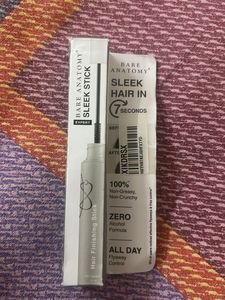 BARE ANATOMY
EXPERT
SLEEK STICK
Hair Finishing Stick
BARE
ANATOMY
SLEEK
HAIR IN
7 SECONDS
XIKDRSX
100%
Non-Greasy,
Non-Crunchy
ZERO
Alcohol
Formula
ALL DAY
Flyaway
Control